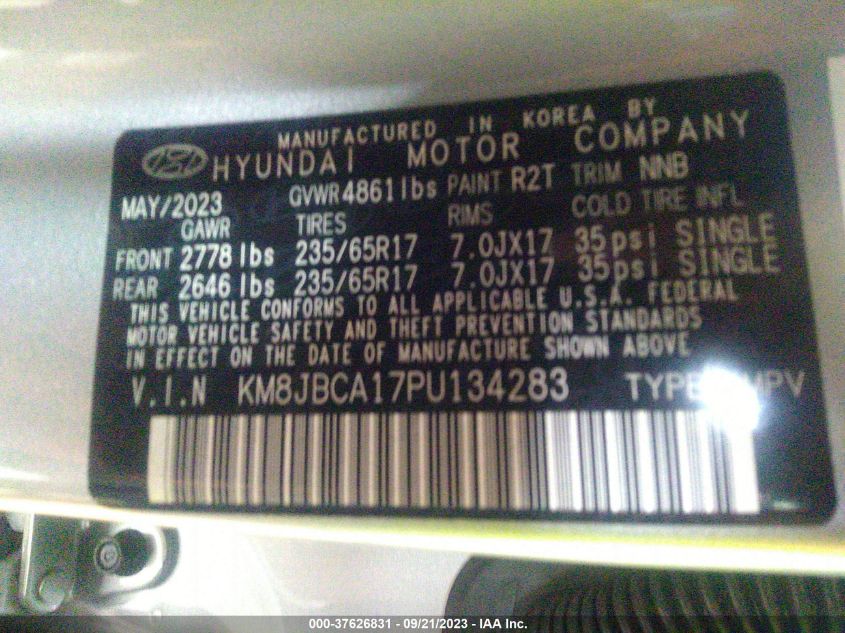 MANUFACTURED IN KOREA BY
HYUNDAI MOTOR COMPANY
MAY/2023 GVWR 4861 lbs PAINT R2T TRIM NNB
GAWR TIRES RIMS COLD TIRE INFL
FRONT 2778 lbs 235/65R17 7.0JX17 35psi SINGLE
REAR 2646 lbs 235/65R17 7.0JX17 35psi SINGLE
THIS VEHICLE CONFORMS TO ALL APPLICABLE U.S.A. FEDERAL
MOTOR VEHICLE SAFETY AND THEFT PREVENTION STANDARDS
IN EFFECT ON THE DATE OF MANUFACTURE SHOWN ABOVE
V.I.N KM8JBCA17PU134283 TYPE MPV
000-37626831 - 09/21/2023 - IAA Inc.